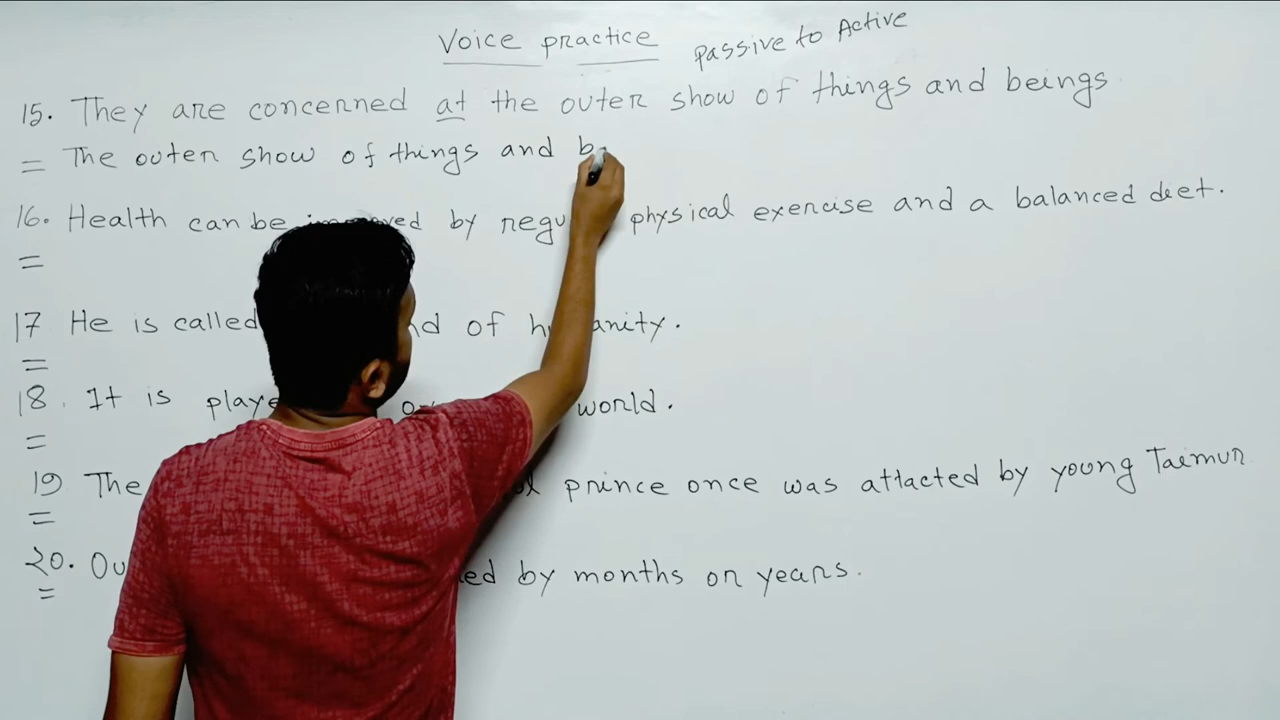 Voice practice passive to Active
15. They are concerned at the outer show of things and beings
= The outer show of things and b
16. Health can be by physical exercise and a balanced diet.
=
17 He is called of .
=
18. It is world.
=
19 The prince once was attacted by young Taimur
=
20. by months or years.
=